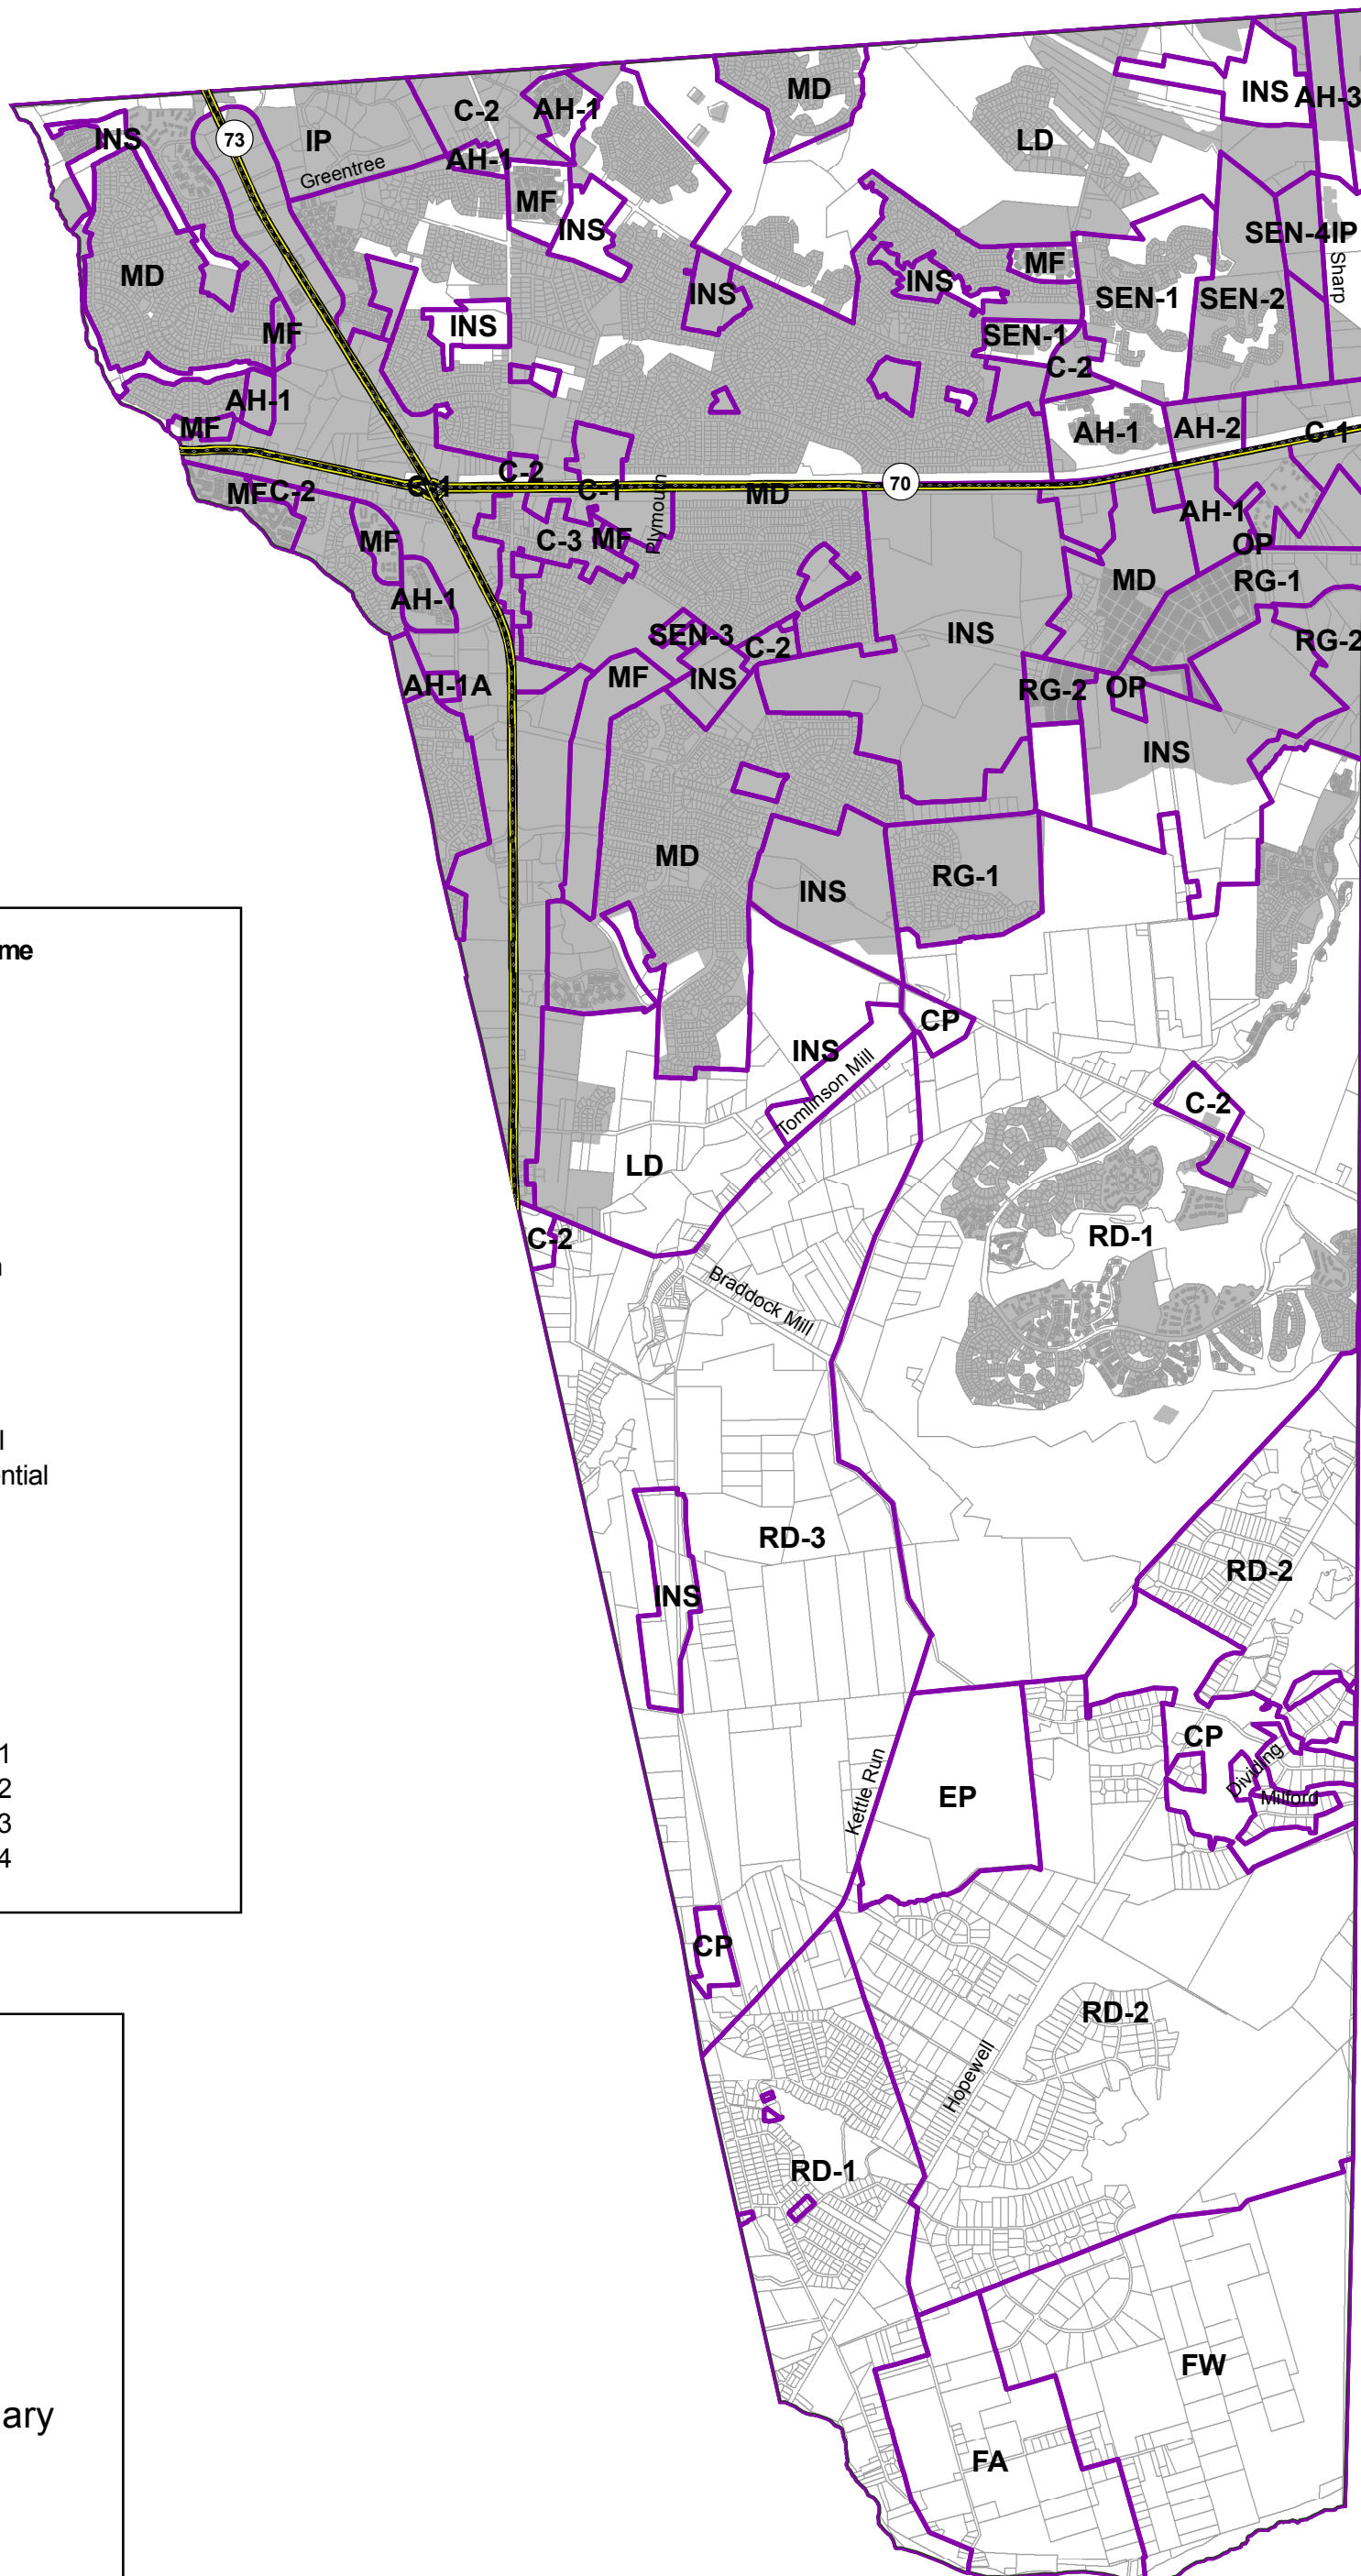 MD
INS
AH-3
C-2
AH-1
INS
73
IP
LD
AH-1
Greentree
MF
INS
SEN-4
IP
MF
MD
INS
Sharp
INS
SEN-1
SEN-2
INS
MF
SEN-1
C-2
AH-1
MF
AH-1
AH-2
C-1
C-2
70
C-1
C-1
MD
MF
C-2
Plymouth
AH-1
MF
C-3
MF
OP
MD
RG-1
AH-1
SEN-3
C-2
INS
RG-2
AH-1A
MF
INS
RG-2
OP
INS
MD
RG-1
INS
me
CP
INS
Tomlinson Mill
C-2
LD
RD-1
C-2
n
Braddock Mill
l
ntial
RD-3
RD-2
INS
CP
1
Dividing
2
EP
Milford
Kettle Run
3
4
CP
RD-2
Hopewell
RD-1
FW
ary
FA